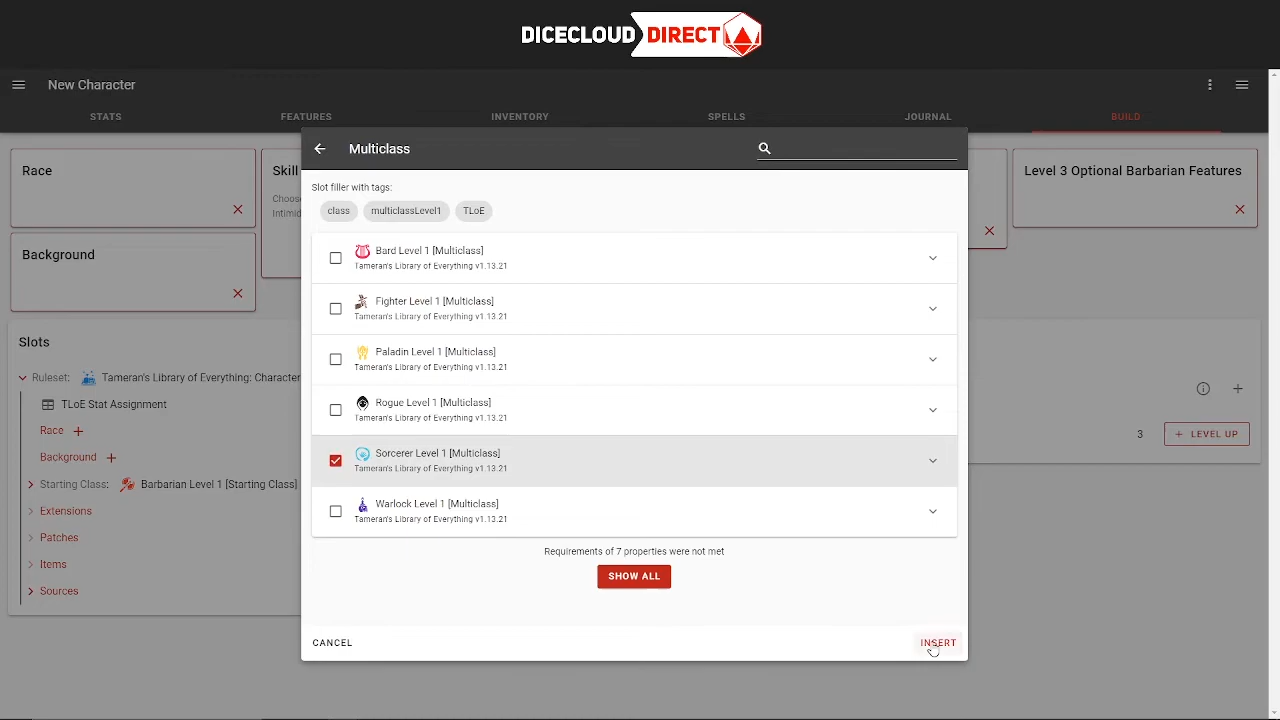 DICECLOUD DIRECT
New Character
STATS
FEATURES
INVENTORY
SPELLS
JOURNAL
BUILD
Race
Background
Skill
Choos
Intimid
Level 3 Optional Barbarian Features
Multiclass
Slot filler with tags:
class
multiclassLevel1
TLoE
Bard Level 1 [Multiclass]
Tameran's Library of Everything v1.13.21
Fighter Level 1 [Multiclass]
Tameran's Library of Everything v1.13.21
Paladin Level 1 [Multiclass]
Tameran's Library of Everything v1.13.21
Rogue Level 1 [Multiclass]
Tameran's Library of Everything v1.13.21
Sorcerer Level 1 [Multiclass]
Tameran's Library of Everything v1.13.21
Warlock Level 1 [Multiclass]
Tameran's Library of Everything v1.13.21
Requirements of 7 properties were not met
SHOW ALL
CANCEL
INSERT
Slots
Ruleset: Tameran's Library of Everything: Character
TLoE Stat Assignment
Race +
Background +
Starting Class: Barbarian Level 1 [Starting Class]
Extensions
Patches
Items
Sources
3
+ LEVEL UP